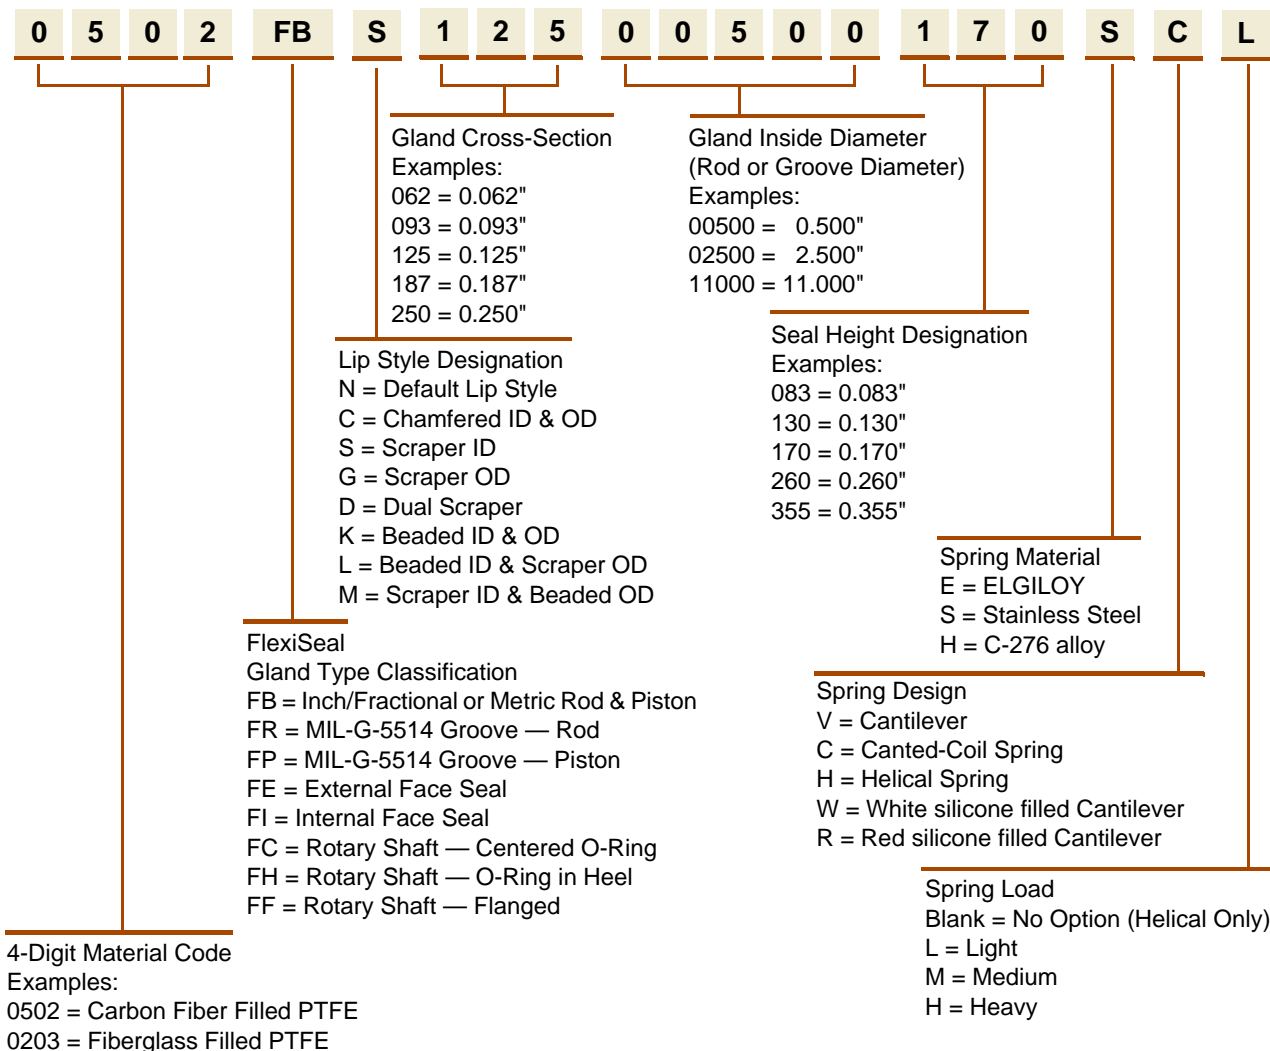 0 5 0 2 FB S 1 2 5 0 0 5 0 0 1 7 0 S C L
Gland Cross-Section
Examples:
062 = 0.062"
093 = 0.093"
125 = 0.125"
187 = 0.187"
250 = 0.250"
Gland Inside Diameter
(Rod or Groove Diameter)
Examples:
00500 = 0.500"
02500 = 2.500"
11000 = 11.000"
Seal Height Designation
Examples:
083 = 0.083"
130 = 0.130"
170 = 0.170"
260 = 0.260"
355 = 0.355"
Lip Style Designation
N = Default Lip Style
C = Chamfered ID & OD
S = Scraper ID
G = Scraper OD
D = Dual Scraper
K = Beaded ID & OD
L = Beaded ID & Scraper OD
M = Scraper ID & Beaded OD
Spring Material
E = ELGILOY
S = Stainless Steel
H = C-276 alloy
FlexiSeal
Gland Type Classification
FB = Inch/Fractional or Metric Rod & Piston
FR = MIL-G-5514 Groove — Rod
FP = MIL-G-5514 Groove — Piston
FE = External Face Seal
FI = Internal Face Seal
FC = Rotary Shaft — Centered O-Ring
FH = Rotary Shaft — O-Ring in Heel
FF = Rotary Shaft — Flanged
Spring Design
V = Cantilever
C = Canted-Coil Spring
H = Helical Spring
W = White silicone filled Cantilever
R = Red silicone filled Cantilever
Spring Load
Blank = No Option (Helical Only)
L = Light
M = Medium
H = Heavy
4-Digit Material Code
Examples:
0502 = Carbon Fiber Filled PTFE
0203 = Fiberglass Filled PTFE